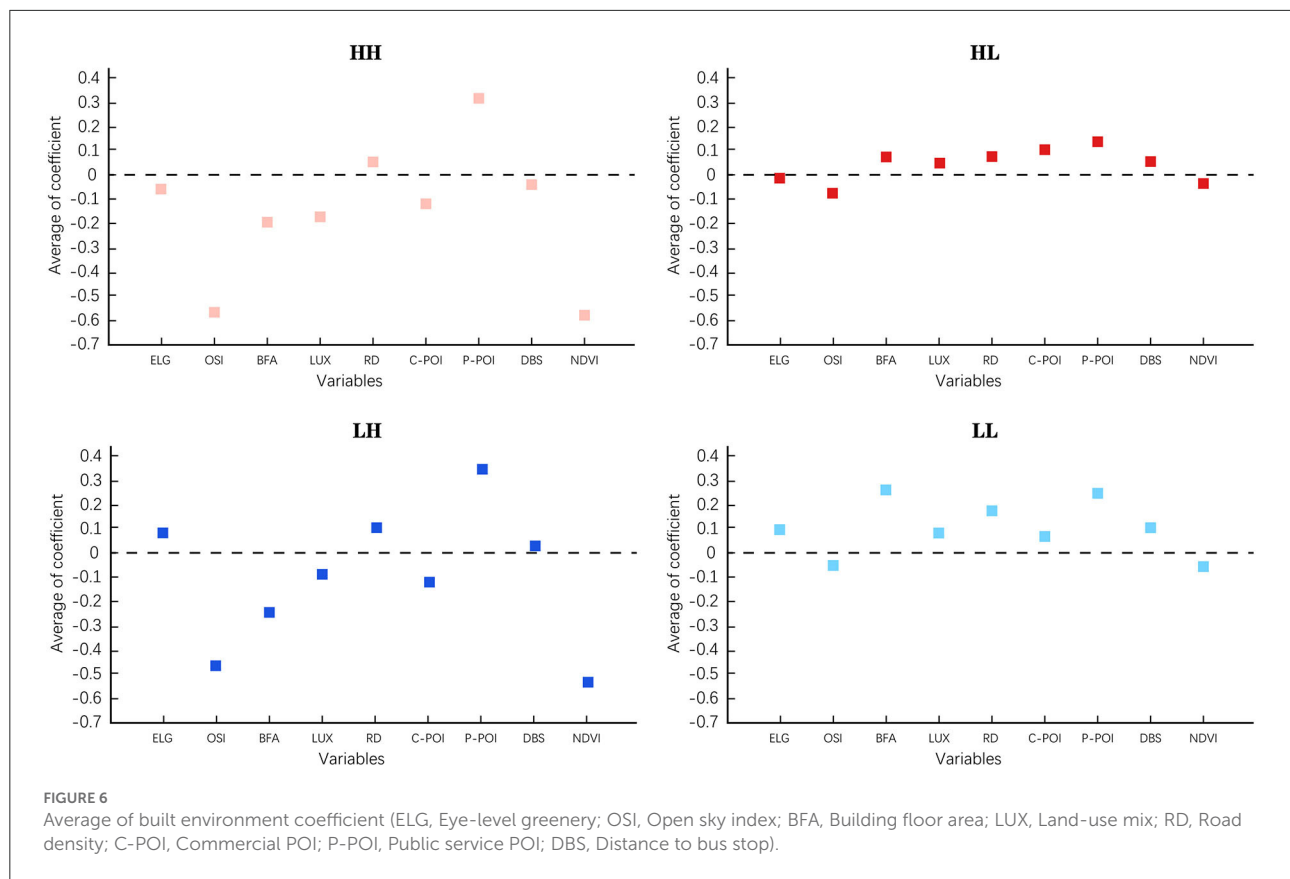 HH
Average of coefficient
0.4
0.3
0.2
0.1
0
-0.1
-0.2
-0.3
-0.4
-0.5
-0.6
-0.7
ELG OSI BFA LUX RD C-POI P-POI DBS NDVI
Variables
HL
Average of coefficient
0.4
0.3
0.2
0.1
0
-0.1
-0.2
-0.3
-0.4
-0.5
-0.6
-0.7
ELG OSI BFA LUX RD C-POI P-POI DBS NDVI
Variables
LH
Average of coefficient
0.4
0.3
0.2
0.1
0
-0.1
-0.2
-0.3
-0.4
-0.5
-0.6
-0.7
ELG OSI BFA LUX RD C-POI P-POI DBS NDVI
Variables
LL
Average of coefficient
0.4
0.3
0.2
0.1
0
-0.1
-0.2
-0.3
-0.4
-0.5
-0.6
-0.7
ELG OSI BFA LUX RD C-POI P-POI DBS NDVI
Variables
FIGURE 6
Average of built environment coefficient (ELG, Eye-level greenery; OSI, Open sky index; BFA, Building floor area; LUX, Land-use mix; RD, Road
density; C-POI, Commercial POI; P-POI, Public service POI; DBS, Distance to bus stop).